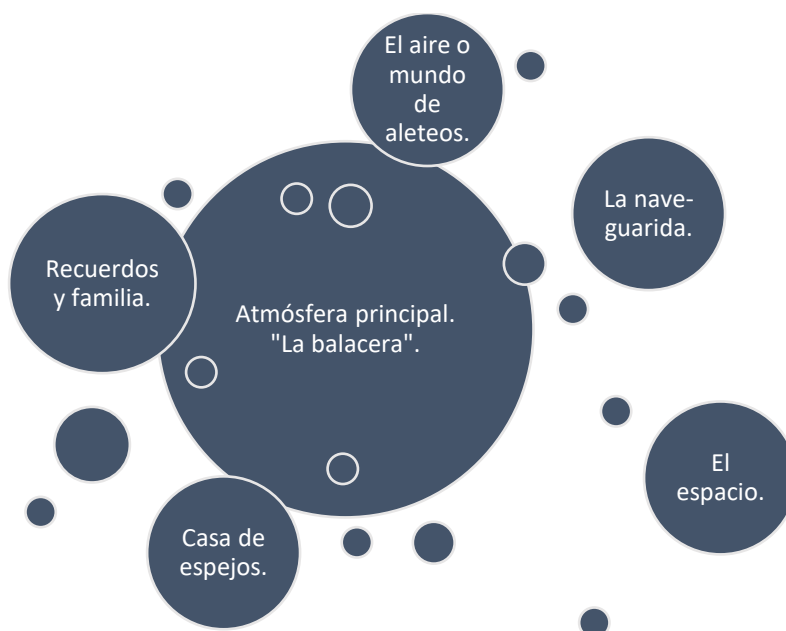 El aire o
mundo
de
aleteos.
La nave-
guarida.
Recuerdos
y familia.
Atmósfera principal.
"La balacera".
El
espacio.
Casa de
espejos.